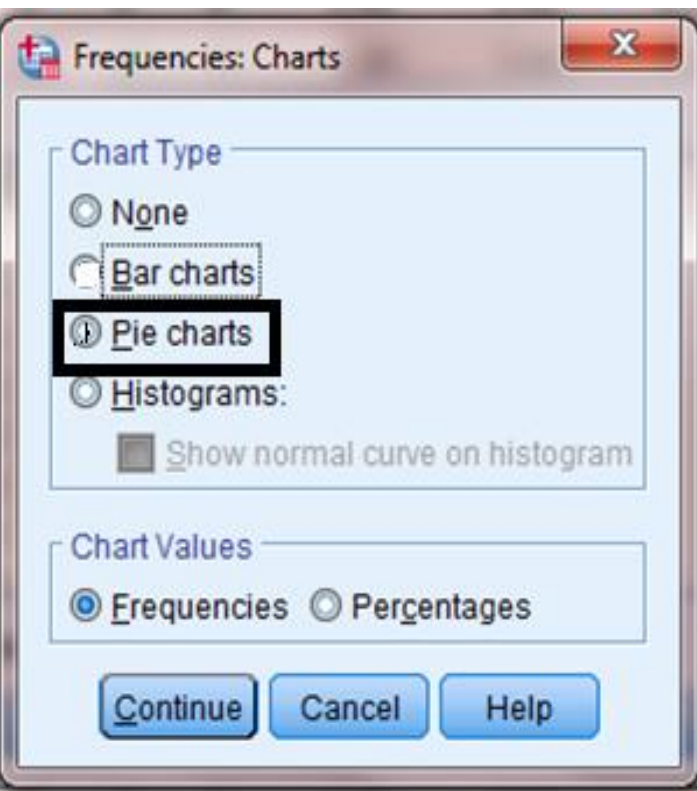 Frequencies: Charts
Chart Type
None
Bar charts
Pie charts
Histograms:
Show normal curve on histogram
Chart Values
Frequencies Percentages
Continue Cancel Help